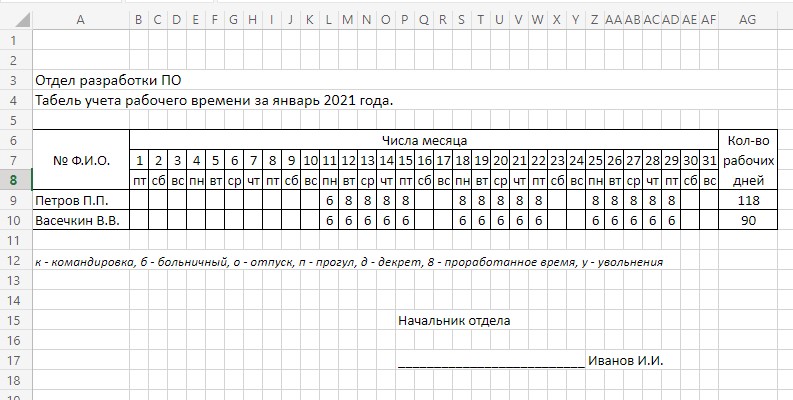 A B C D E F G H I J K L M N O P Q R S T U V W X Y Z AA AB AC AD AE AF AG
1
2
3 Отдел разработки ПО
4 Табель учета рабочего времени за январь 2021 года.
5
6 Числа месяца Кол-во
7 № Ф.И.О. 1 2 3 4 5 6 7 8 9 10 11 12 13 14 15 16 17 18 19 20 21 22 23 24 25 26 27 28 29 30 31 рабочих
8 пт сб вс пн вт ср чт пт сб вс пн вт ср чт пт сб вс пн вт ср чт пт сб вс пн вт ср чт пт сб вс дней
9 Петров П.П. 6 8 8 8 8 8 8 8 8 8 8 8 8 8 8 118
10 Васечкин В.В. 6 6 6 6 6 6 6 6 6 6 6 6 6 6 6 90
11
12 к - командировка, б - больничный, о - отпуск, п - прогул, д - декрет, 8 - проработанное время, у - увольнения
13
14
15 Начальник отдела
16
17 __________________________ Иванов И.И.
18